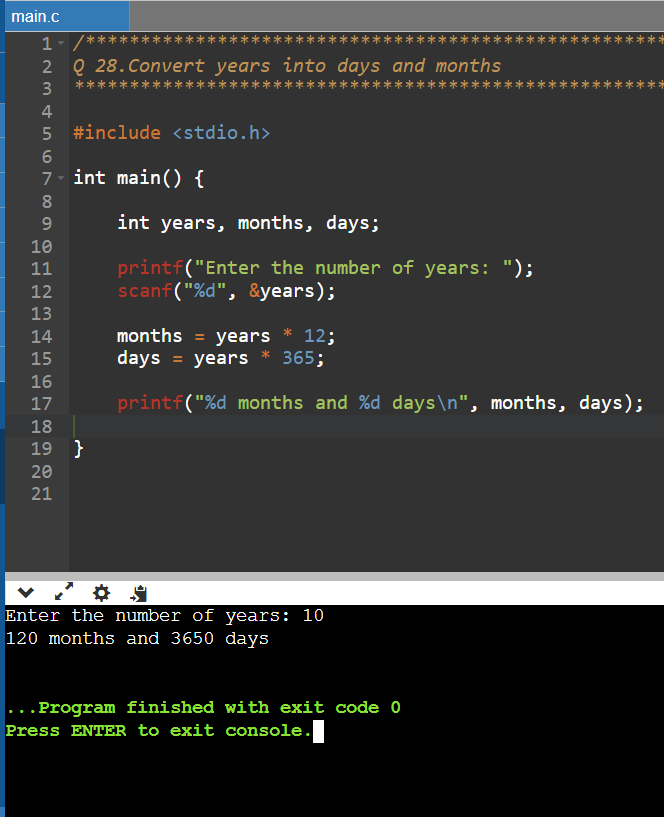 main.c
1 /*****************************************************
2 Q 28.Convert years into days and months
3 *****************************************************
4
5 #include <stdio.h>
6
7 int main() {
8
9     int years, months, days;
10
11     printf("Enter the number of years: ");
12     scanf("%d", &years);
13
14     months = years * 12;
15     days = years * 365;
16
17     printf("%d months and %d days\n", months, days);
18
19 }
20
21
Enter the number of years: 10
120 months and 3650 days
...Program finished with exit code 0
Press ENTER to exit console.